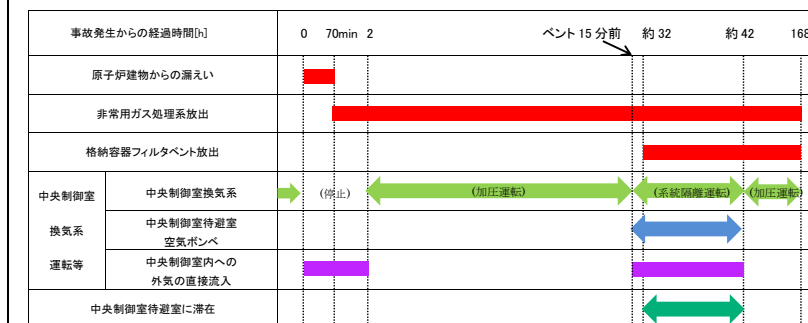 事故発生からの経過時間[h] 0 70min 2 ベント 15 分前 約 32 約 42 168
原子炉建物からの漏えい
非常用ガス処理系放出
格納容器フィルタベント放出
中央制御室
換気系
運転等
中央制御室換気系 (停止) (加圧運転) (系統隔離運転) (加圧運転)
中央制御室待避室
空気ボンベ
中央制御室内への
外気の直接流入
中央制御室待避室に滞在